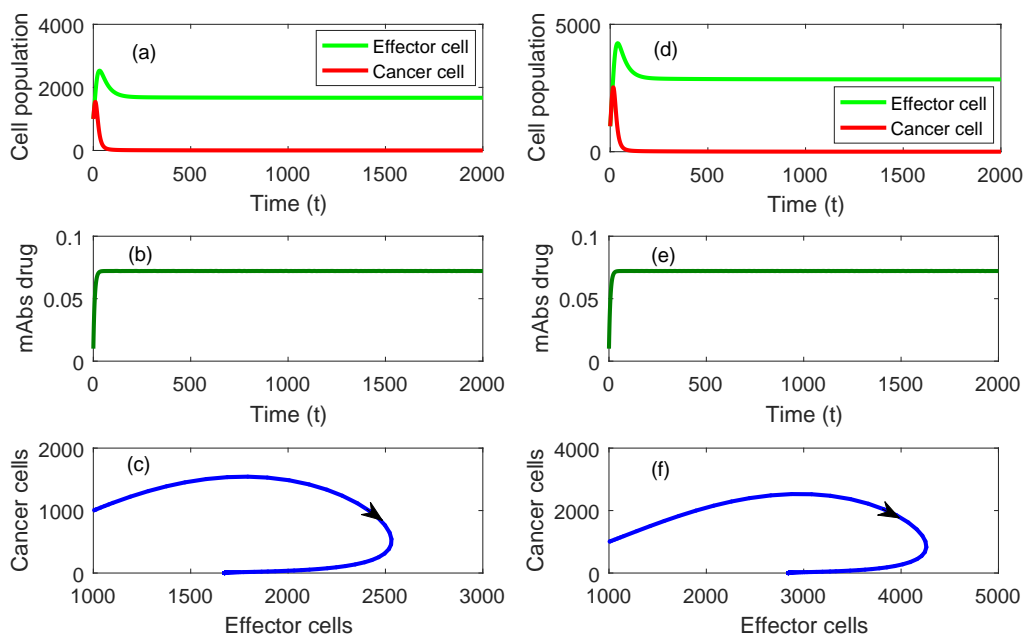 Cell population
4000
2000
0
(a)
Effector cell
Cancer cell
0 500 1000 1500 2000
Time (t)
Cell population
5000
0
(d)
Effector cell
Cancer cell
0 500 1000 1500 2000
Time (t)
mAbs drug
0.1
0.05
0
(b)
0 500 1000 1500 2000
Time (t)
mAbs drug
0.1
0.05
0
(e)
0 500 1000 1500 2000
Time (t)
Cancer cells
2000
1000
0
(c)
1000 1500 2000 2500 3000
Effector cells
Cancer cells
4000
2000
0
(f)
1000 2000 3000 4000 5000
Effector cells